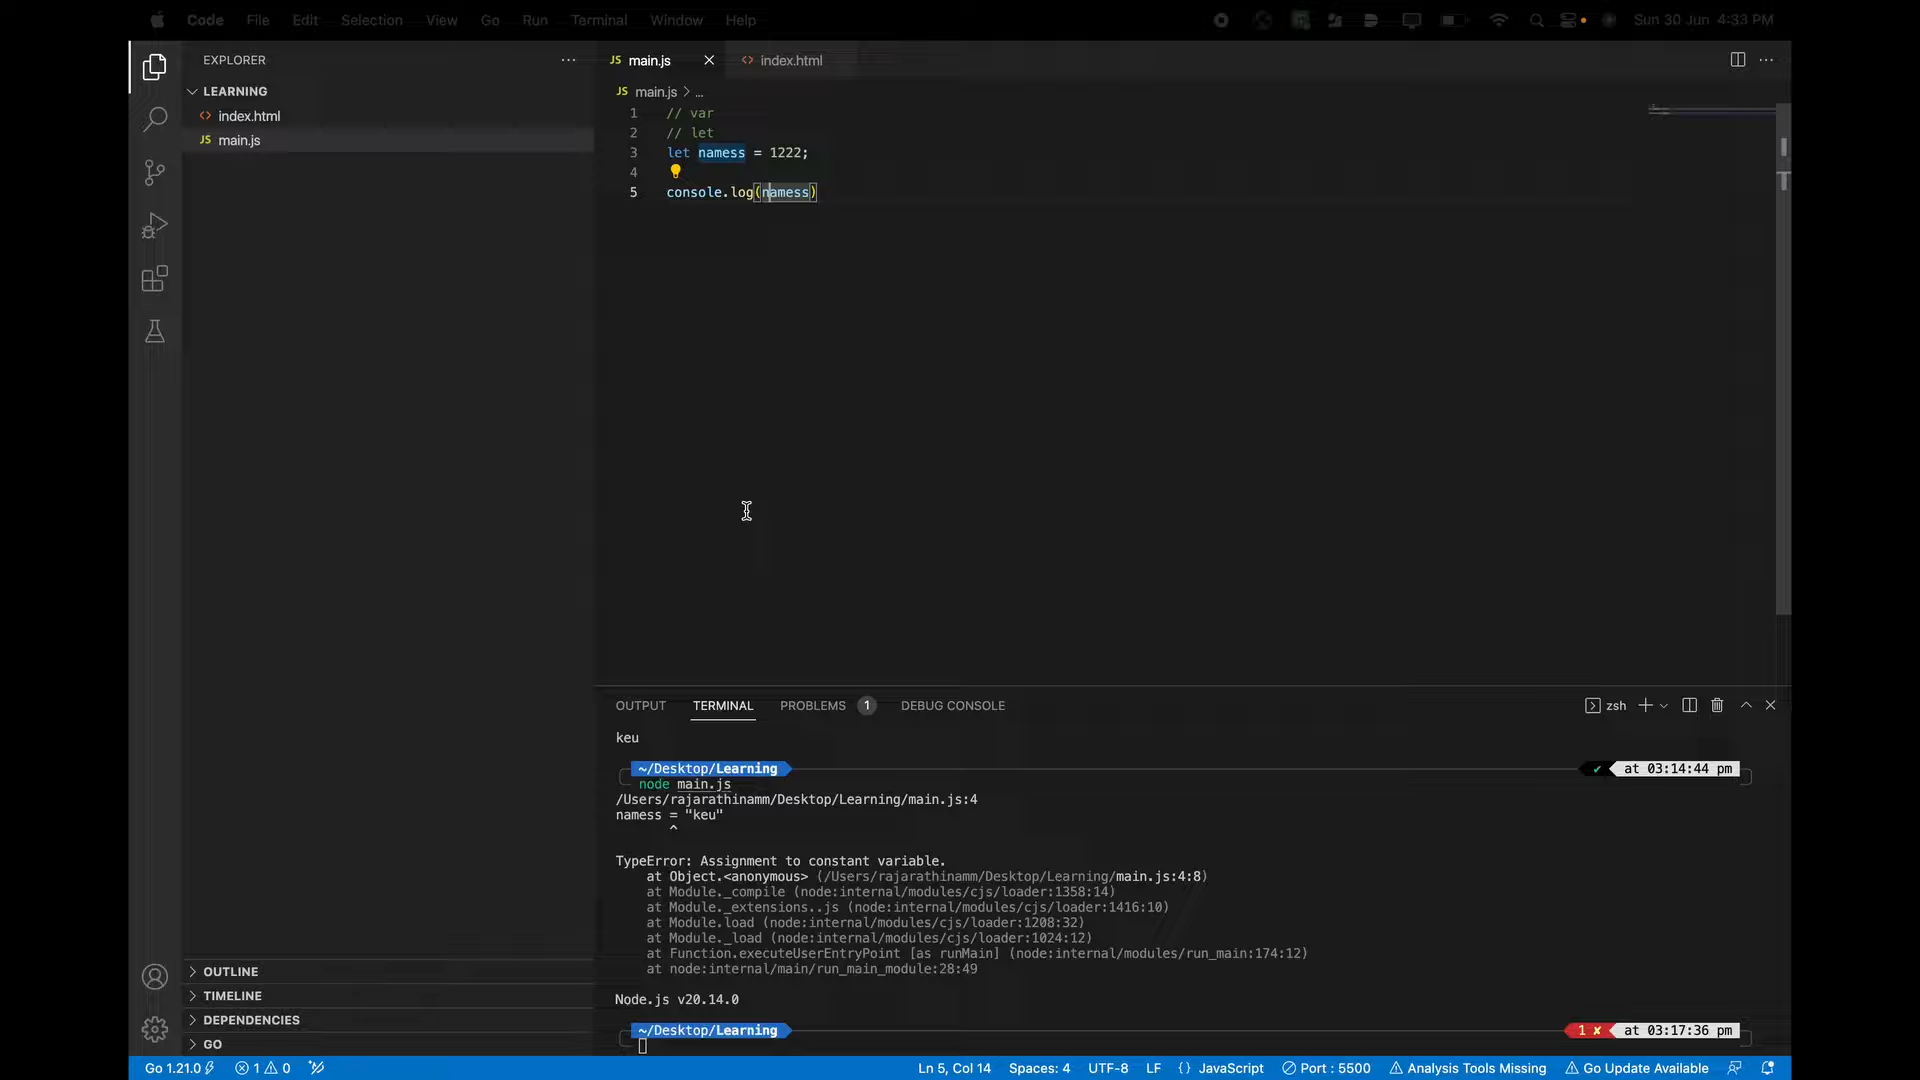 Code File Edit Selection View Go Run Terminal Window Help Sun 30 Jun 4:33 PM
EXPLORER
LEARNING
index.html
JS main.js
JS main.js index.html
JS main.js > ...
1 // var
2 // let
3 let namess = 1222;
4
5 console.log(namess)
OUTPUT TERMINAL PROBLEMS 1 DEBUG CONSOLE zsh
keu
~/Desktop/Learning ✔ at 03:14:44 pm
node main.js
/Users/rajarathinamm/Desktop/Learning/main.js:4
namess = "keu"
^
TypeError: Assignment to constant variable.
at Object.<anonymous> (/Users/rajarathinamm/Desktop/Learning/main.js:4:8)
at Module._compile (node:internal/modules/cjs/loader:1358:14)
at Module._extensions..js (node:internal/modules/cjs/loader:1416:10)
at Module.load (node:internal/modules/cjs/loader:1208:32)
at Module._load (node:internal/modules/cjs/loader:1024:12)
at Function.executeUserEntryPoint [as runMain] (node:internal/modules/run_main:174:12)
at node:internal/main/run_main_module:28:49
Node.js v20.14.0
~/Desktop/Learning 1 ✘ at 03:17:36 pm
OUTLINE
TIMELINE
DEPENDENCIES
GO
Go 1.21.0 1 0 Ln 5, Col 14 Spaces: 4 UTF-8 LF {} JavaScript Port : 5500 Analysis Tools Missing Go Update Available